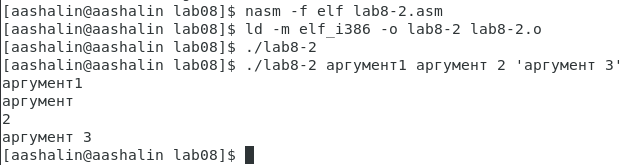 [aashalin@aashalin lab08]$ nasm -f elf lab8-2.asm
[aashalin@aashalin lab08]$ ld -m elf_i386 -o lab8-2 lab8-2.o
[aashalin@aashalin lab08]$ ./lab8-2
[aashalin@aashalin lab08]$ ./lab8-2 аргумент1 аргумент 2 'аргумент 3'
аргумент1
аргумент
2
аргумент 3
[aashalin@aashalin lab08]$